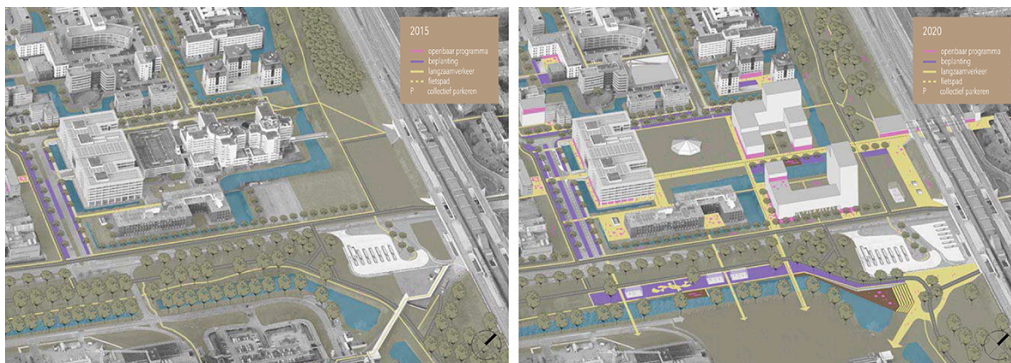 2015
openbaar programma
beplanting
langzaamverkeer
fietspad
P collectief parkeren
2020
openbaar programma
beplanting
langzaamverkeer
fietspad
P collectief parkeren